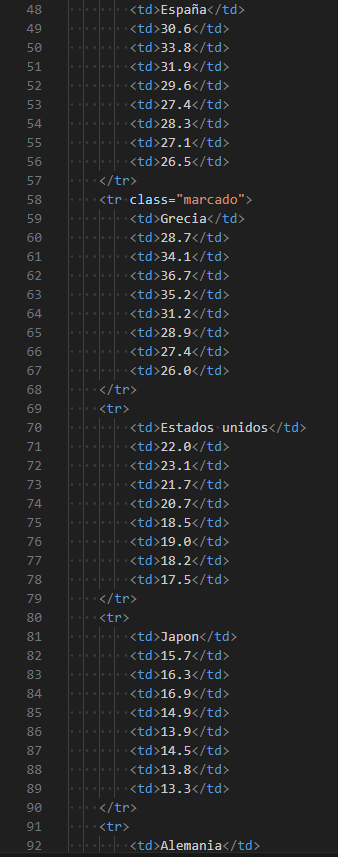 48 <td>España</td>
49 <td>30.6</td>
50 <td>33.8</td>
51 <td>31.9</td>
52 <td>29.6</td>
53 <td>27.4</td>
54 <td>28.3</td>
55 <td>27.1</td>
56 <td>26.5</td>
57 </tr>
58 <tr class="marcado">
59 <td>Grecia</td>
60 <td>28.7</td>
61 <td>34.1</td>
62 <td>36.7</td>
63 <td>35.2</td>
64 <td>31.2</td>
65 <td>28.9</td>
66 <td>27.4</td>
67 <td>26.0</td>
68 </tr>
69 <tr>
70 <td>Estados unidos</td>
71 <td>22.0</td>
72 <td>23.1</td>
73 <td>21.7</td>
74 <td>20.7</td>
75 <td>18.5</td>
76 <td>19.0</td>
77 <td>18.2</td>
78 <td>17.5</td>
79 </tr>
80 <tr>
81 <td>Japon</td>
82 <td>15.7</td>
83 <td>16.3</td>
84 <td>16.9</td>
85 <td>14.9</td>
86 <td>13.9</td>
87 <td>14.5</td>
88 <td>13.8</td>
89 <td>13.3</td>
90 </tr>
91 <tr>
92 <td>Alemania</td>